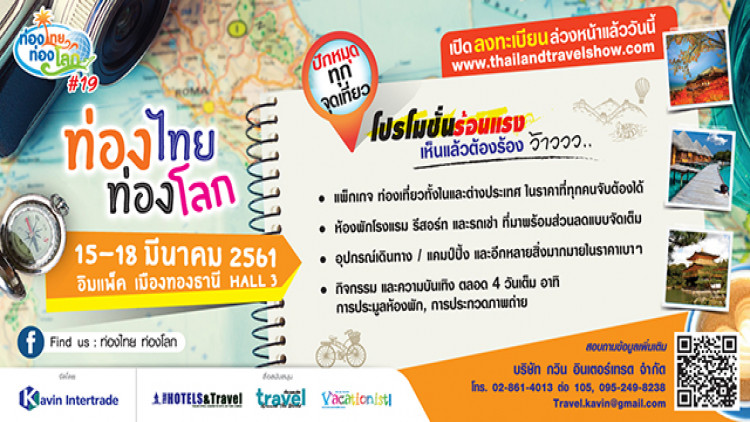 ท่องไทย
ท่องโลก
#19
เปิด ลงทะเบียน ล่วงหน้าแล้ววันนี้
www.thailandtravelshow.com
ปักหมุด
ทุก
จุดเที่ยว
ท่องไทย
ท่องโลก
15-18 มีนาคม 2561
อิมแพ็ค เมืองทองธานี HALL 3
โปรโมชั่นร้อนแรง
เห็นแล้วต้องร้อง ว้าววว..
• แพ็กเกจ ท่องเที่ยวทั้งในและต่างประเทศ ในราคาที่ทุกคนจับต้องได้
• ห้องพักโรงแรม รีสอร์ท และรถเช่า ที่มาพร้อมส่วนลดแบบจัดเต็ม
• อุปกรณ์เดินทาง / แคมป์ปิ้ง และอีกหลายสิ่งมากมายในราคาเบาๆ
• กิจกรรม และความบันเทิง ตลอด 4 วันเต็ม อาทิ
การประมูลห้องพัก, การประกวดภาพถ่าย
Find us : ท่องไทย ท่องโลก
จัดโดย
Kavin Intertrade
สื่อสนับสนุน
HOTELS&Travel
travel
Vacationist
สอบถามข้อมูลเพิ่มเติม
บริษัท กวิน อินเตอร์เทรด จำกัด
โทร. 02-861-4013 ต่อ 105, 095-249-8238
Travel.kavin@gmail.com